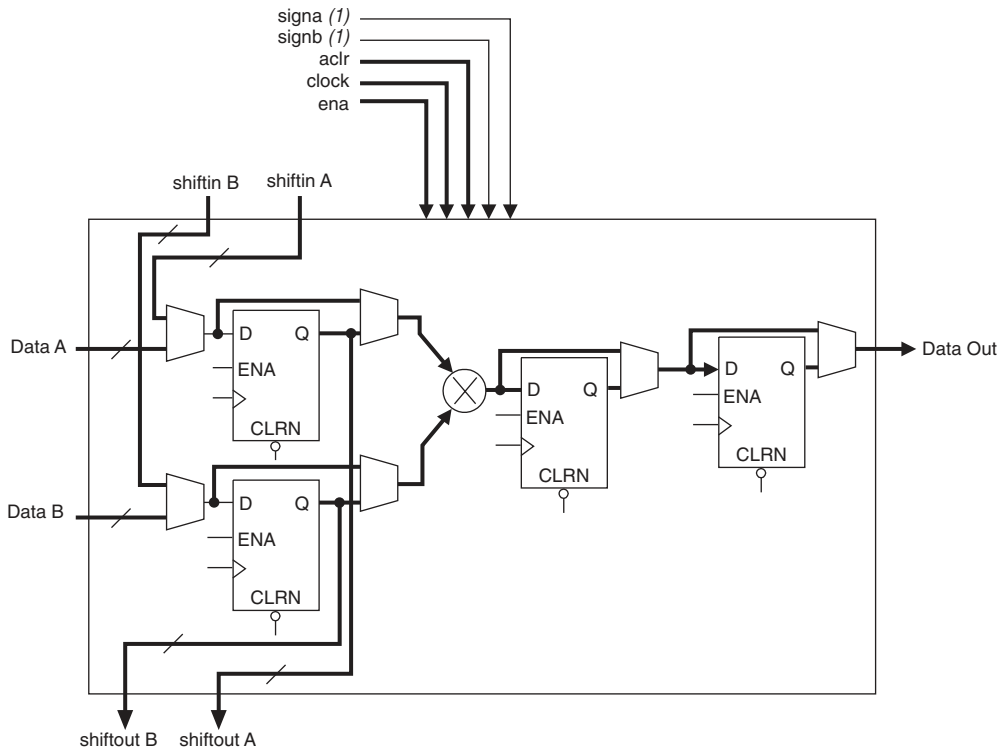 signa (1)
signb (1)
aclr
clock
ena
shiftin B
shiftin A
Data A
D
Q
ENA
CLRN
Data B
D
Q
ENA
CLRN
D
Q
ENA
CLRN
D
Q
ENA
CLRN
Data Out
shiftout B
shiftout A